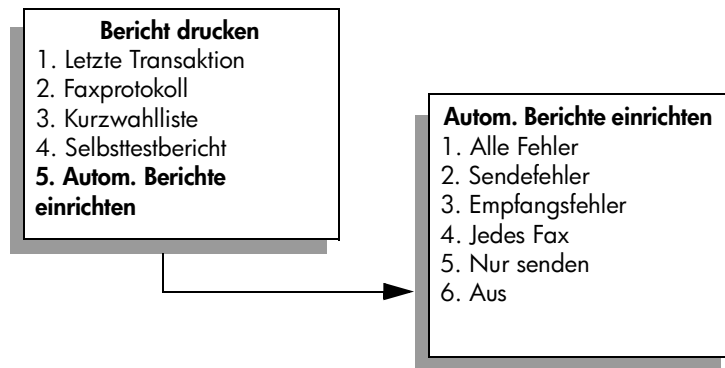 Bericht drucken
1. Letzte Transaktion
2. Faxprotokoll
3. Kurzwahlliste
4. Selbsttestbericht
5. Autom. Berichte
einrichten
Autom. Berichte einrichten
1. Alle Fehler
2. Sendefehler
3. Empfangsfehler
4. Jedes Fax
5. Nur senden
6. Aus